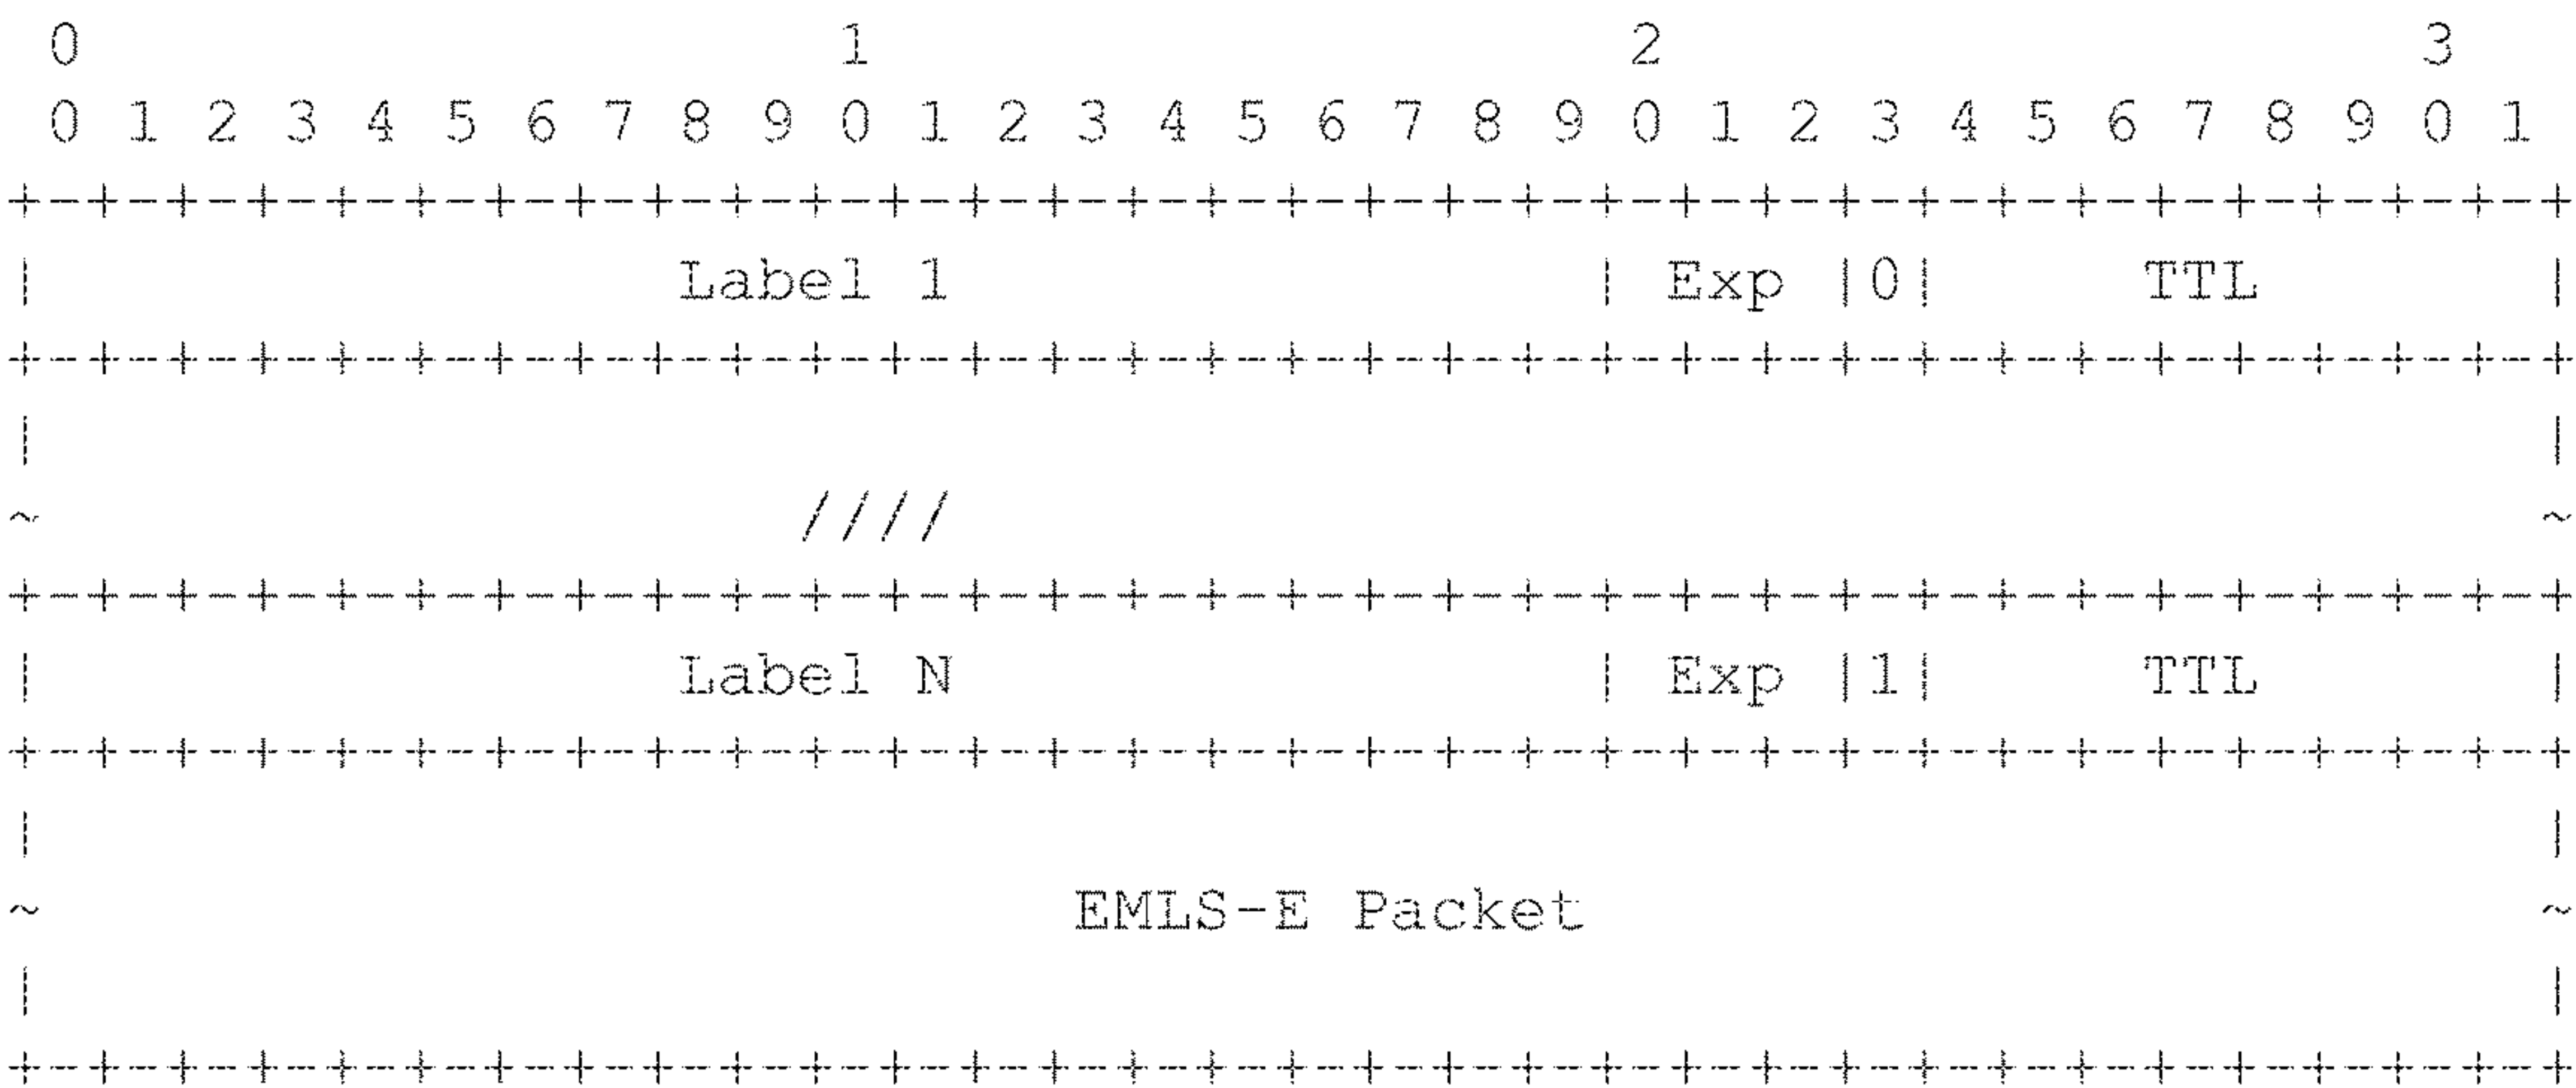 0                   1                   2                   3
 0 1 2 3 4 5 6 7 8 9 0 1 2 3 4 5 6 7 8 9 0 1 2 3 4 5 6 7 8 9 0 1
+-+-+-+-+-+-+-+-+-+-+-+-+-+-+-+-+-+-+-+-+-+-+-+-+-+-+-+-+-+-+-+-+
|                Label 1                | Exp |0|     TTL       |
+-+-+-+-+-+-+-+-+-+-+-+-+-+-+-+-+-+-+-+-+-+-+-+-+-+-+-+-+-+-+-+-+
|                                                               |
~                   ////                                        ~
+-+-+-+-+-+-+-+-+-+-+-+-+-+-+-+-+-+-+-+-+-+-+-+-+-+-+-+-+-+-+-+-+
|                Label N                | Exp |1|     TTL       |
+-+-+-+-+-+-+-+-+-+-+-+-+-+-+-+-+-+-+-+-+-+-+-+-+-+-+-+-+-+-+-+-+
|                                                               |
~                          EMLS-E Packet                        ~
|                                                               |
+-+-+-+-+-+-+-+-+-+-+-+-+-+-+-+-+-+-+-+-+-+-+-+-+-+-+-+-+-+-+-+-+